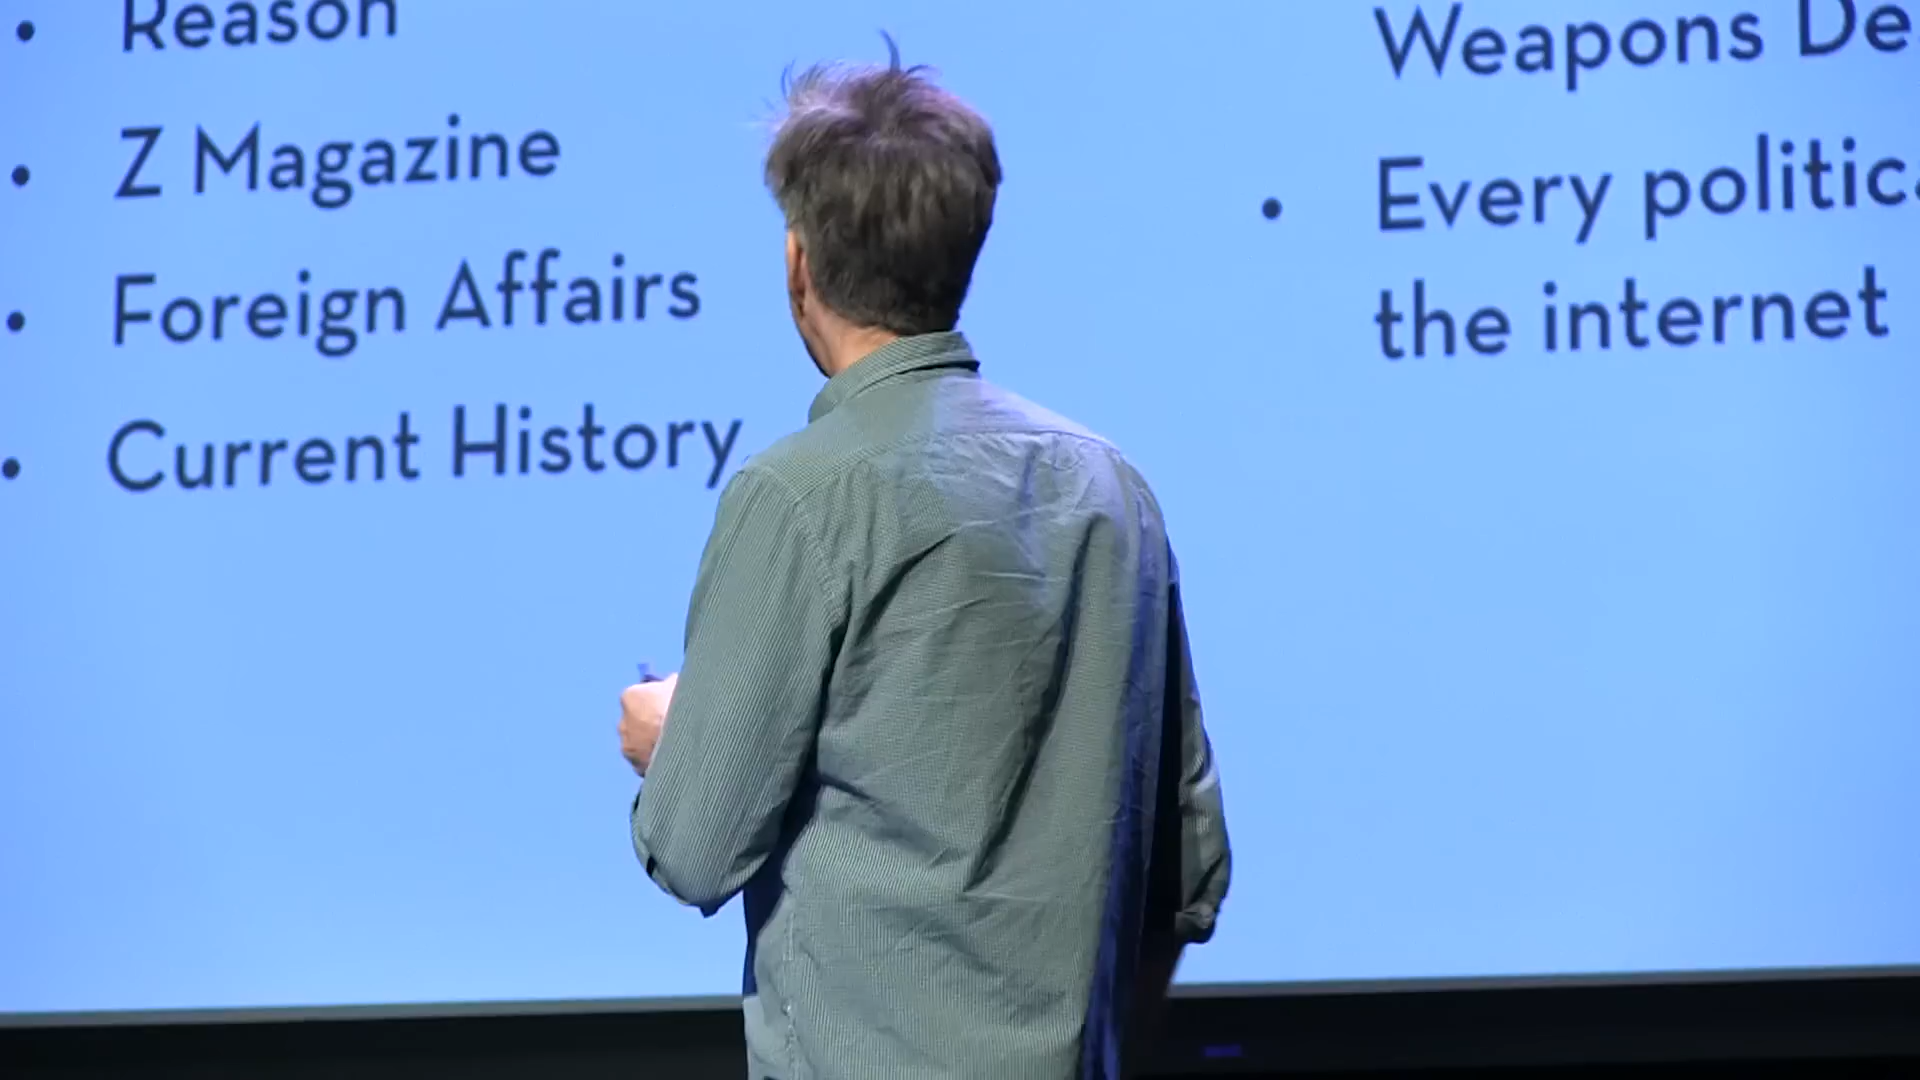 Reason
Z Magazine
Foreign Affairs
Current History
Weapons
Every
the internet